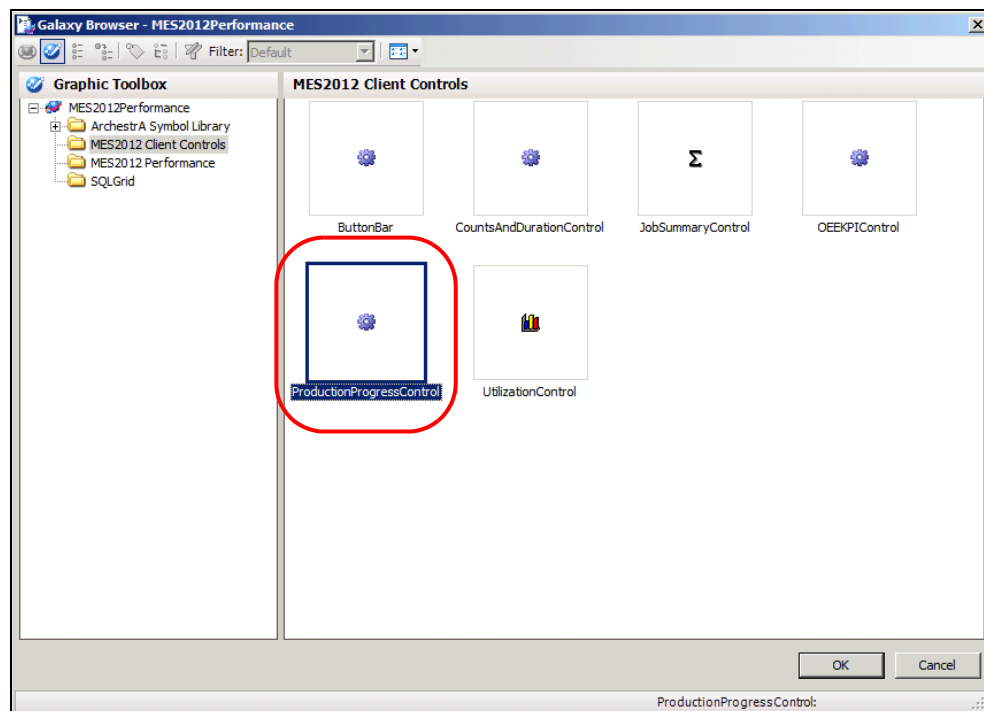 Galaxy Browser - MES2012Performance
Filter: Default
Graphic Toolbox
MES2012 Client Controls
MES2012Performance
ArchestrA Symbol Library
MES2012 Client Controls
MES2012 Performance
SQLGrid
ButtonBar
CountsAndDurationControl
JobSummaryControl
OEEKPIControl
ProductionProgressControl
UtilizationControl
OK
Cancel
ProductionProgressControl: